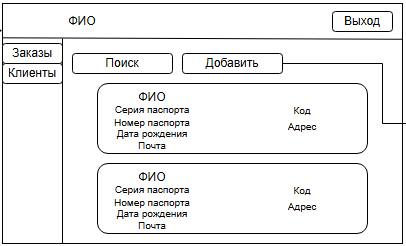 ФИО Выход
Заказы
Клиенты
Поиск Добавить
ФИО
Серия паспорта Код
Номер паспорта Адрес
Дата рождения
Почта
ФИО
Серия паспорта Код
Номер паспорта Адрес
Дата рождения
Почта